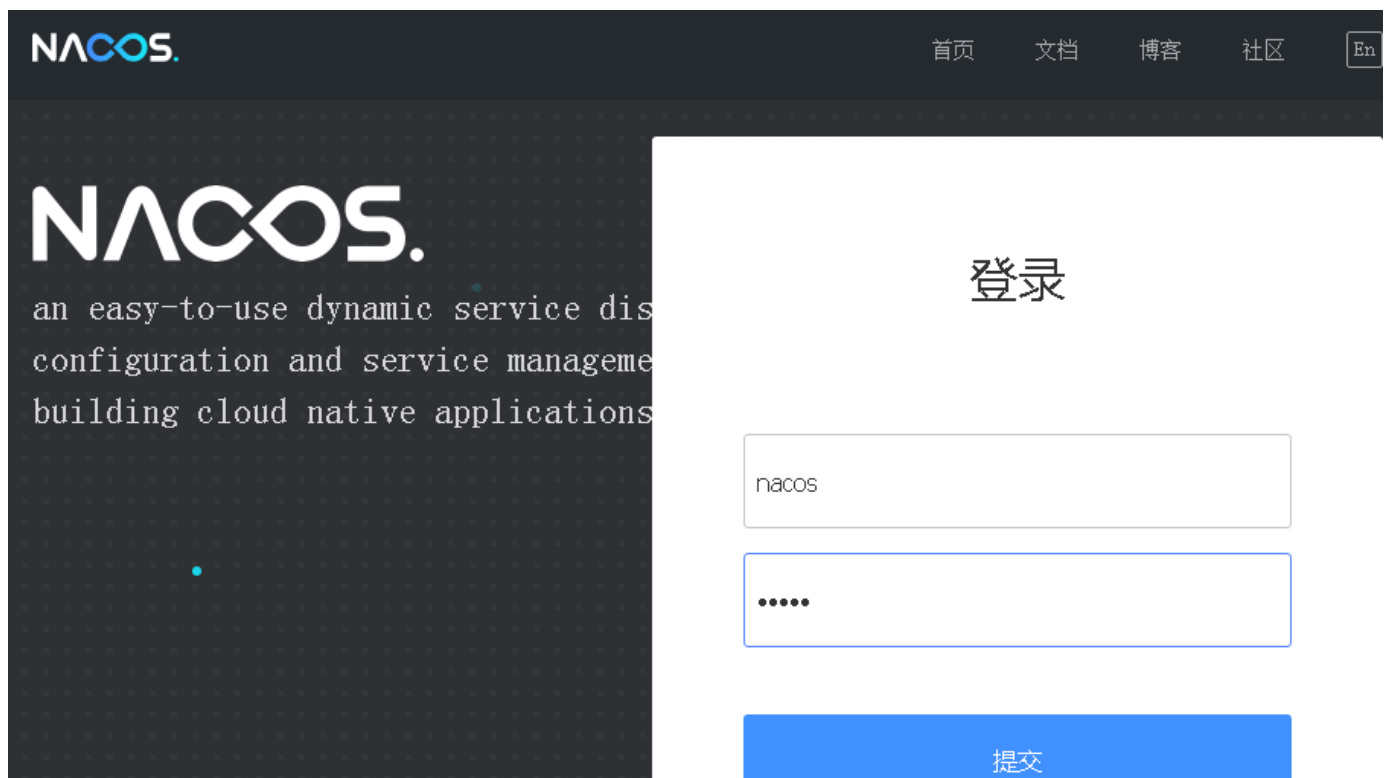 NACOS.
首页 文档 博客 社区 En
NACOS.
an easy-to-use dynamic service dis
configuration and service manageme
building cloud native applications
登录
nacos
•••••
提交